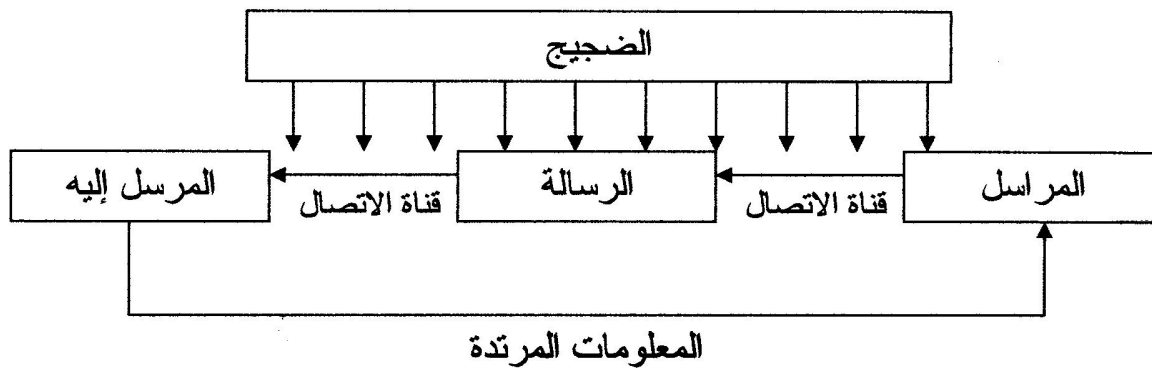 الضجيج
المراسل
قناة الاتصال
الرسالة
قناة الاتصال
المرسل إليه
المعلومات المرتدة